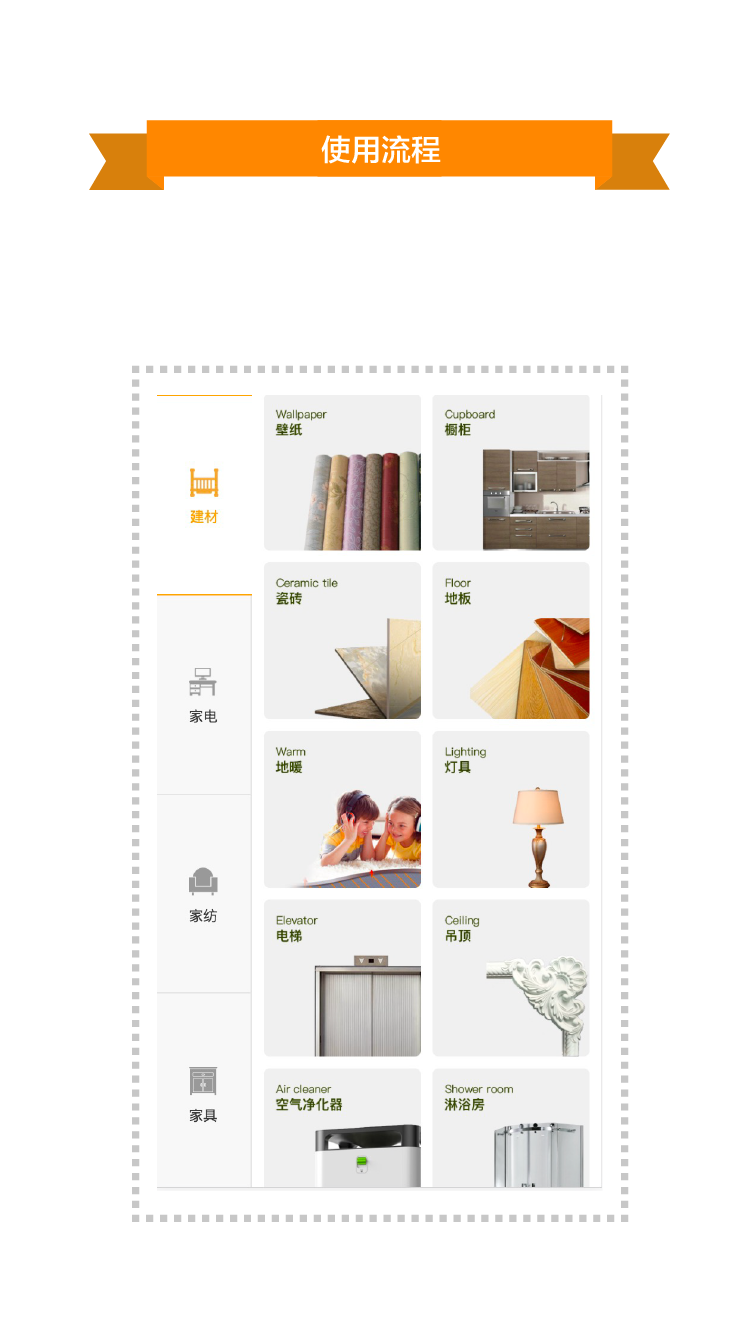 使用流程
建材
家电
家纺
家具
Wallpaper
壁纸
Cupboard
橱柜
Ceramic tile
瓷砖
Floor
地板
Warm
地暖
Lighting
灯具
Elevator
电梯
Ceiling
吊顶
Air cleaner
空气净化器
Shower room
淋浴房